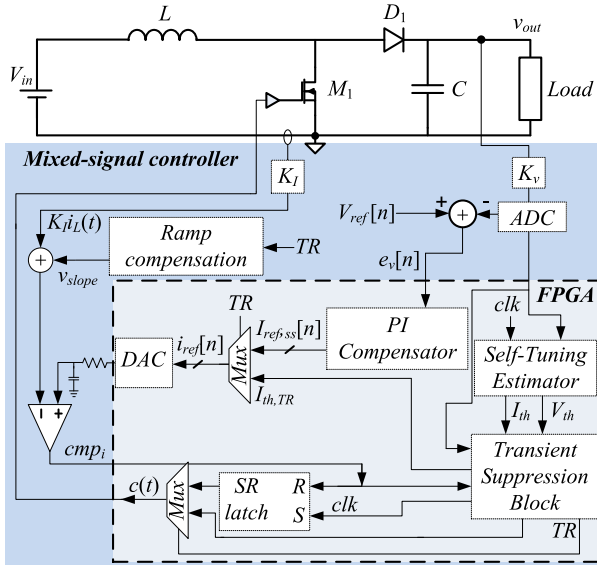 L
D1
vout
Vin
M1
C
Load
Mixed-signal controller
KI
Kv
KIiL(t)
Vref[n]
+
-
ADC
Ramp
compensation
TR
+
vslope
+
ev[n]
FPGA
TR
clk
DAC
iref[n]
Mux
Iref,ss[n]
PI
Compensator
Self-Tuning
Estimator
Ith,TR
Ith
Vth
- +
cmpi
c(t)
Mux
SR
latch
R
S
clk
Transient
Suppression
Block
TR